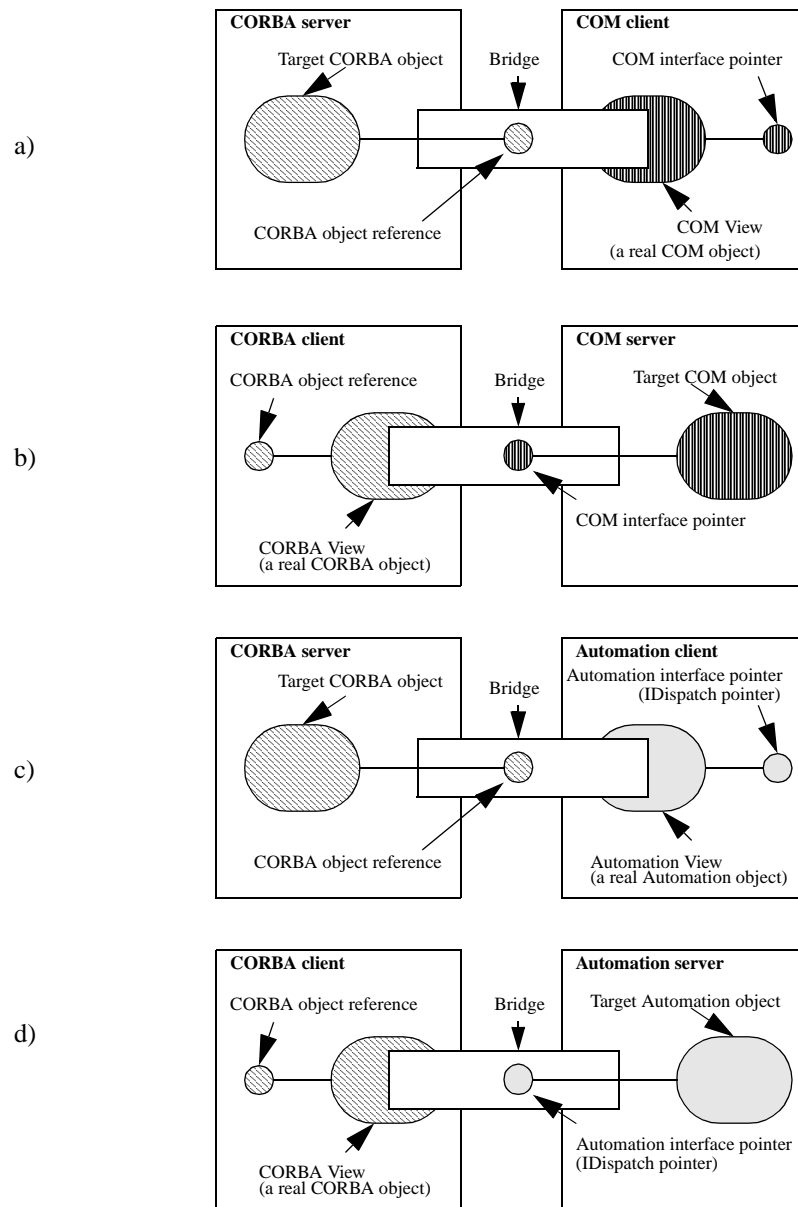 CORBA server
COM client
Target CORBA object
Bridge
COM interface pointer
a)
CORBA object reference
COM View
(a real COM object)
CORBA client
COM server
CORBA object reference
Bridge
Target COM object
b)
COM interface pointer
CORBA View
(a real CORBA object)
CORBA server
Automation client
Target CORBA object
Bridge
Automation interface pointer
(IDispatch pointer)
c)
CORBA object reference
Automation View
(a real Automation object)
CORBA client
Automation server
CORBA object reference
Bridge
Target Automation object
d)
Automation interface pointer
(IDispatch pointer)
CORBA View
(a real CORBA object)